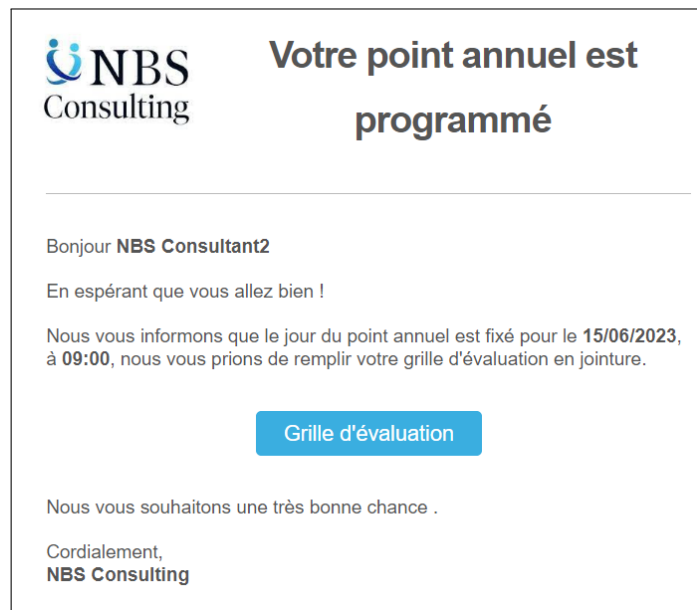 NBS
Consulting
Votre point annuel est
programmé
Bonjour NBS Consultant2
En espérant que vous allez bien !
Nous vous informons que le jour du point annuel est fixé pour le 15/06/2023,
à 09:00, nous vous prions de remplir votre grille d'évaluation en jointure.
Grille d'évaluation
Nous vous souhaitons une très bonne chance .
Cordialement,
NBS Consulting